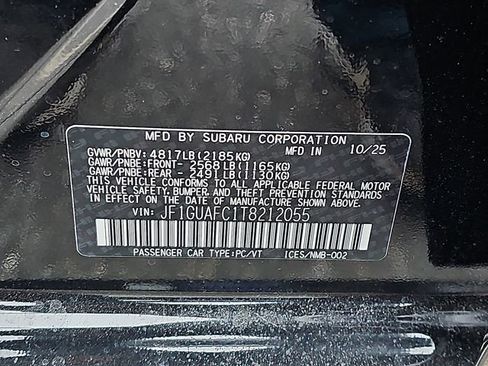 MFD BY SUBARU CORPORATION
GVWR/PNBV: 4817LB(2185KG) MFD IN 10/25
GAWR/PNBE:FRONT- 2568LB(1165KG)
GAWR/PNBE:REAR - 2491LB(1130KG)
THIS VEHICLE CONFORMS TO ALL APPLICABLE FEDERAL MOTOR
VEHICLE SAFETY, BUMPER, AND THEFT PREVENTION STANDARDS
IN EFFECT ON THE DATE OF MANUFACTURE SHOWN ABOVE.
VIN: JF1GUAFC1T8212055
PASSENGER CAR TYPE:PC/VT ICES/NMB-002